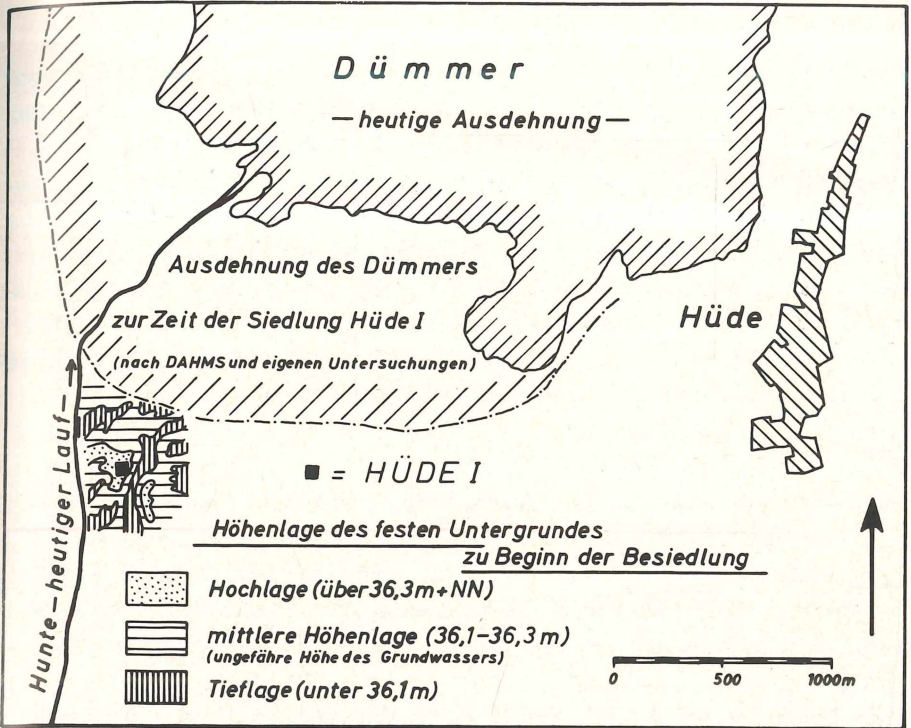 Dümmer
—heutige Ausdehnung—
Ausdehnung des Dümmers
zur Zeit der Siedlung Hüde I
(nach DAHMS und eigenen Untersuchungen)
Hüde
Hunte—heutiger Lauf→
■ = HÜDE I
Höhenlage des festen Untergrundes
zu Beginn der Besiedlung
Hochlage (über 36,3m+NN)
mittlere Höhenlage (36,1-36,3 m)
(ungefähre Höhe des Grundwassers)
Tieflage (unter 36,1m)
0 500 1000m